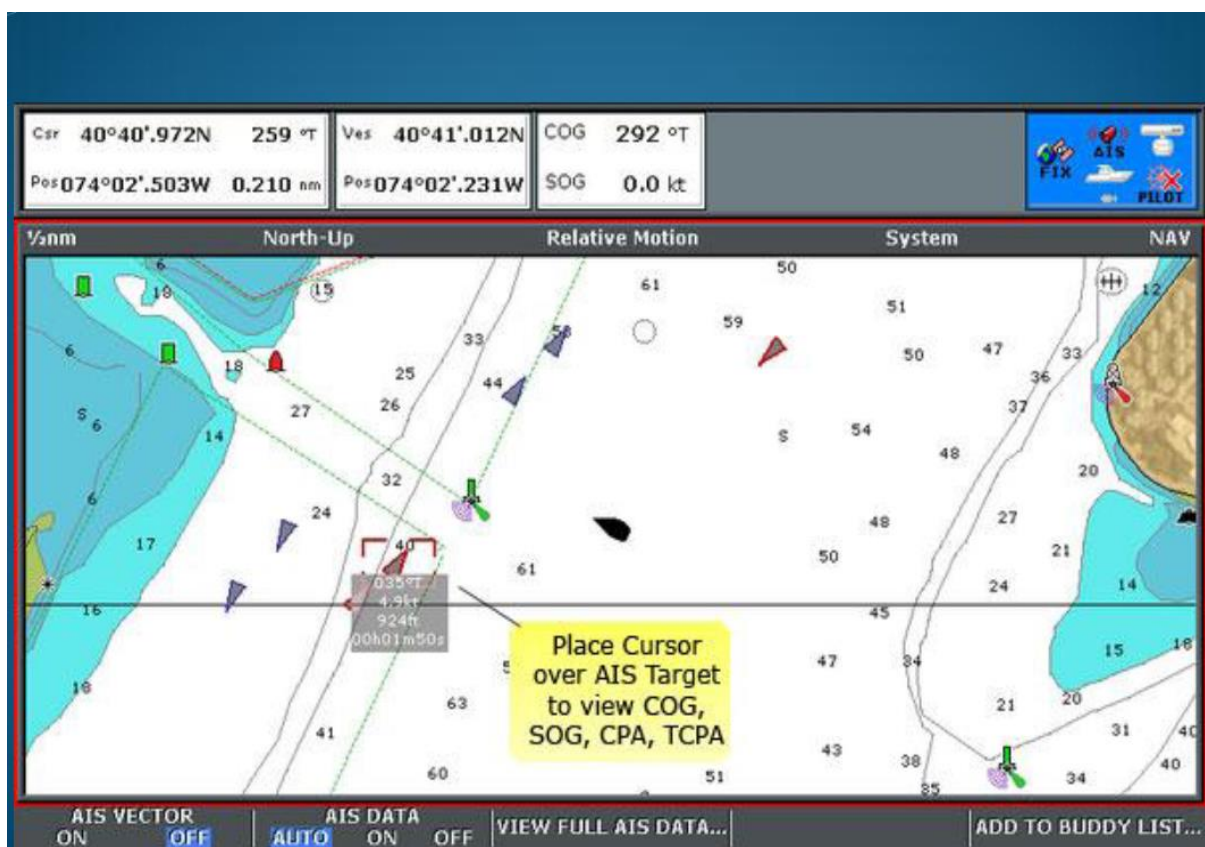 Csr 40°40'.972N 259 °T Ves 40°41'.012N COG 292 °T
Pos 074°02'.503W 0.210 nm Pos 074°02'.231W SOG 0.0 kt
AIS
FIX
PILOT
½nm North-Up Relative Motion System NAV
6 50
19 15 61 51 12
33 58 59
6 18 44 50 47 33
25 36
S 6 27 26 37
14 S 54
32 48 20
6 24
40 48 27
17 61 50 21
035°T 24 14
4.9kt
16 924ft 45
00h01m50s
Place Cursor
over AIS Target
to view COG,
SOG, CPA, TCPA
47 34 15 18
18 63 21 20
41 43 38 31 40
60 51 85 34 40
AIS VECTOR AIS DATA
ON OFF AUTO ON OFF VIEW FULL AIS DATA... ADD TO BUDDY LIST...